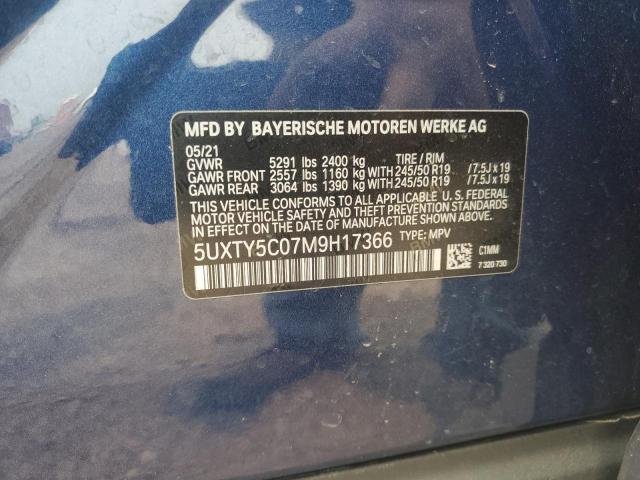 MFD BY BAYERISCHE MOTOREN WERKE AG
05/21
GVWR 5291 lbs 2400 kg TIRE / RIM
GAWR FRONT 2557 lbs 1160 kg WITH 245/50 R19 /7.5J x 19
GAWR REAR 3064 lbs 1390 kg WITH 245/50 R19 /7.5J x 19
THIS VEHICLE CONFORMS TO ALL APPLICABLE U.S. FEDERAL
MOTOR VEHICLE SAFETY, BUMPER, AND THEFT PREVENTION STANDARDS
IN EFFECT ON THE DATE OF MANUFACTURE SHOWN ABOVE.
5UXTY5C07M9H17366 TYPE: MPV
C1MM
7 320 730